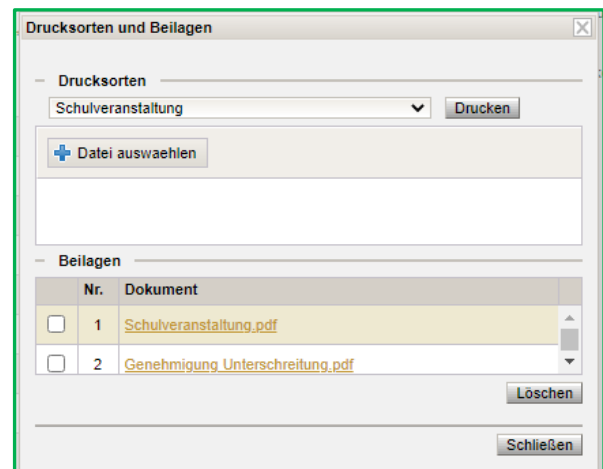 Drucksorten und Beilagen
Drucksorten
Schulveranstaltung Drucken
Datei auswaehlen
Beilagen
Nr. Dokument
1 Schulveranstaltung.pdf
2 Genehmigung Unterschreitung.pdf
Löschen
Schließen